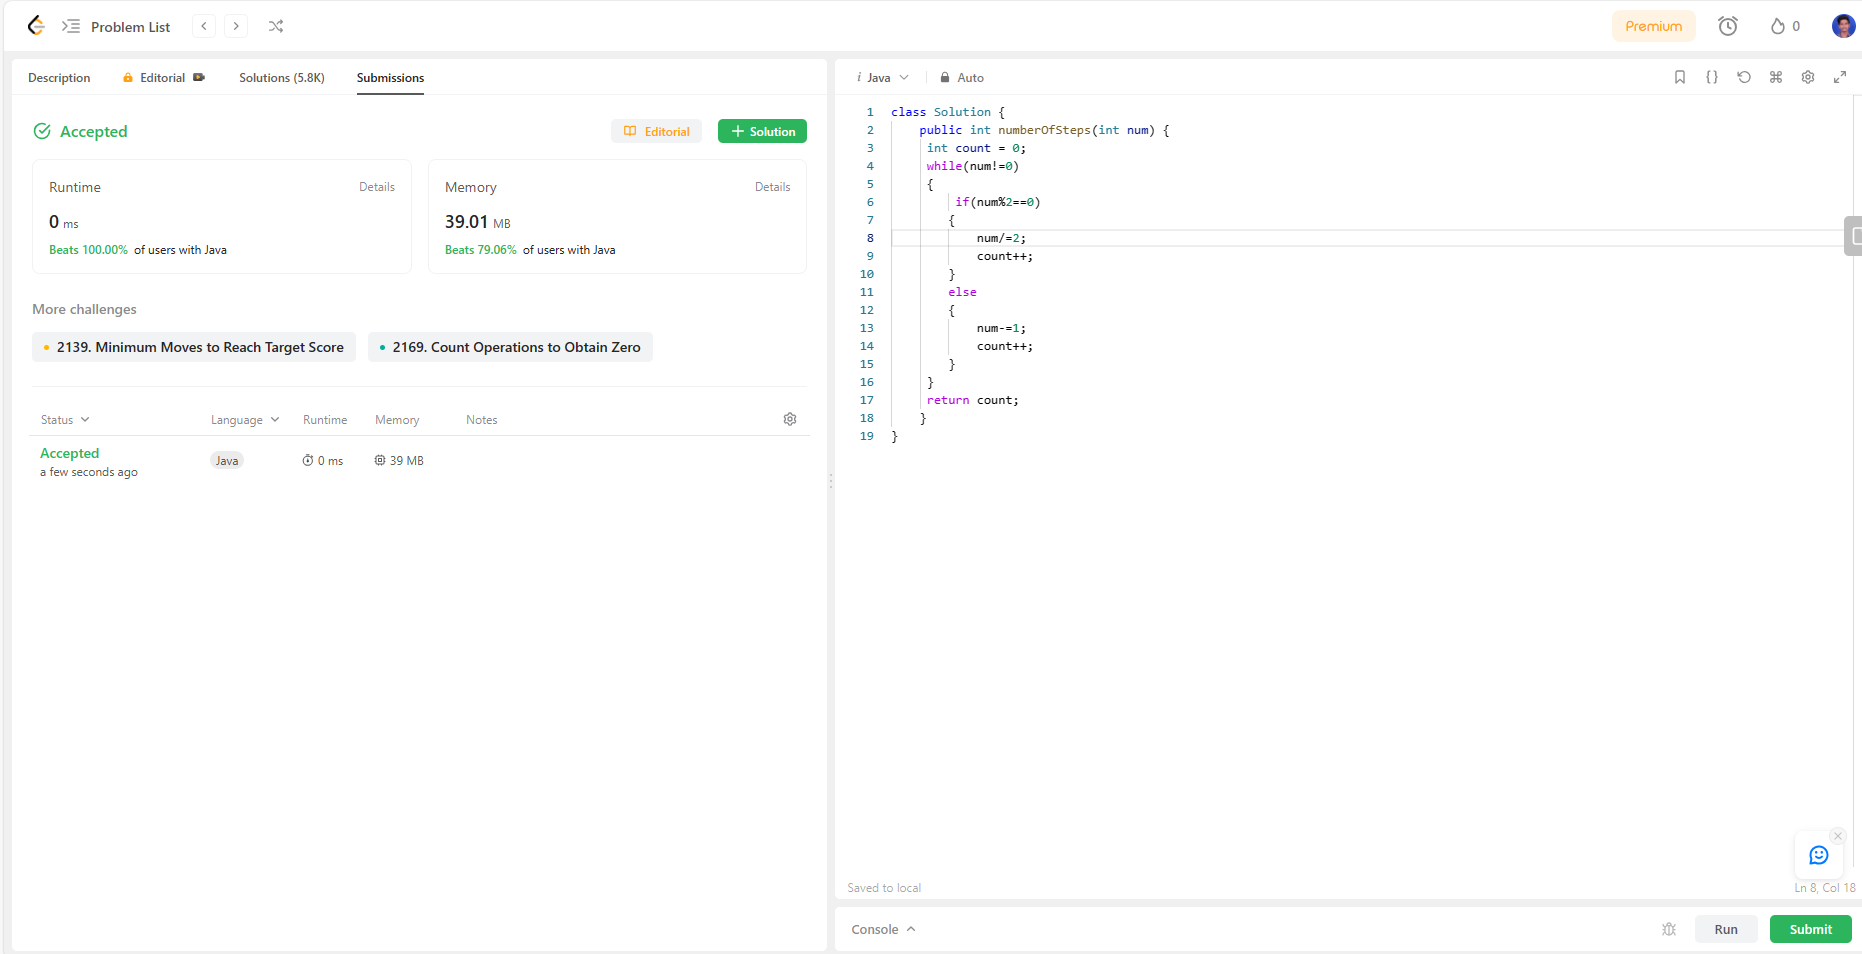 Problem List
Premium
0
Description
Editorial
Solutions (5.8K)
Submissions
Accepted
Editorial
Solution
Runtime
Details
0 ms
Beats 100.00% of users with Java
Memory
Details
39.01 MB
Beats 79.06% of users with Java
More challenges
2139. Minimum Moves to Reach Target Score
2169. Count Operations to Obtain Zero
Status
Language
Runtime
Memory
Notes
Accepted
a few seconds ago
Java
0 ms
39 MB
i Java
Auto
1 class Solution {
2 public int numberOfSteps(int num) {
3 int count = 0;
4 while(num!=0)
5 {
6 if(num%2==0)
7 {
8 num/=2;
9 count++;
10 }
11 else
12 {
13 num-=1;
14 count++;
15 }
16 }
17 return count;
18 }
19 }
Saved to local
Ln 8, Col 18
Console
Run
Submit